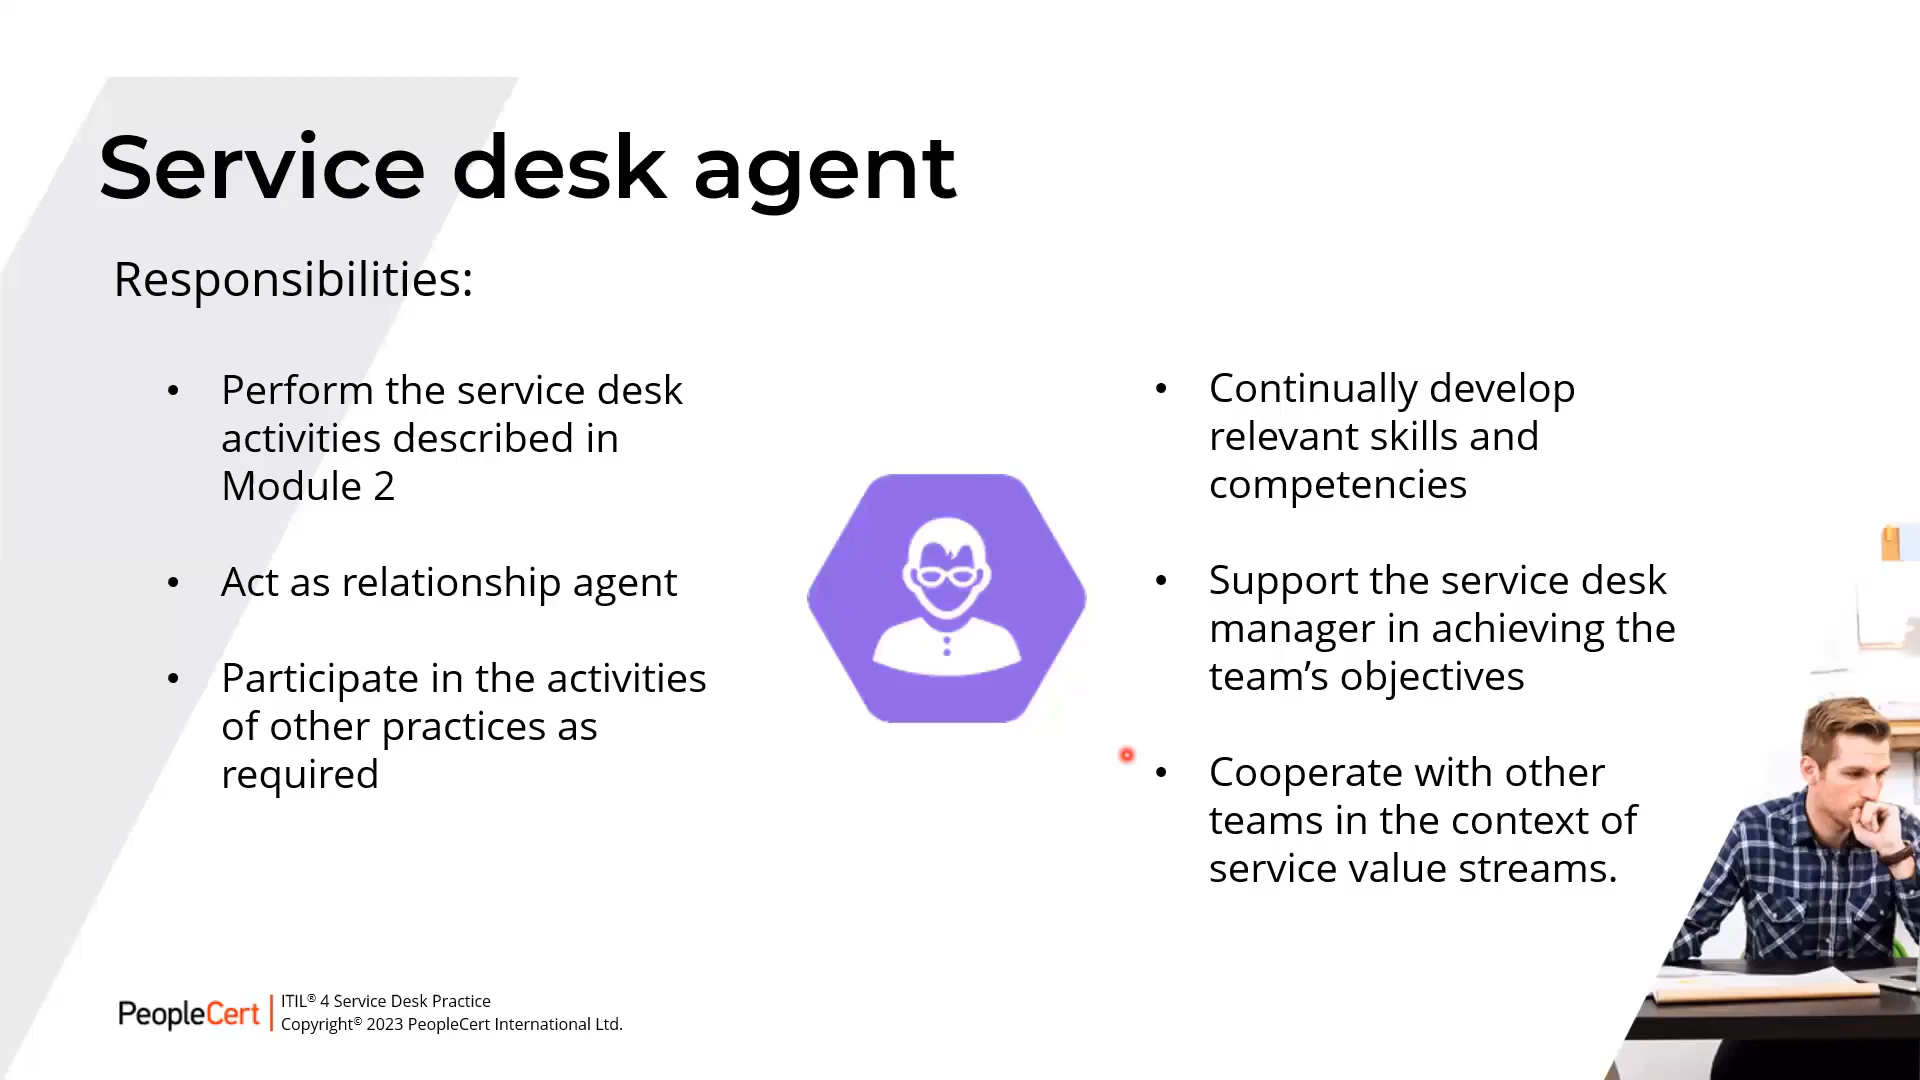 Service desk agent
Responsibilities:
• Perform the service desk
activities described in
Module 2
• Act as relationship agent
• Participate in the activities
of other practices as
required
• Continually develop
relevant skills and
competencies
• Support the service desk
manager in achieving the
team’s objectives
• Cooperate with other
teams in the context of
service value streams.
PeopleCert
ITIL® 4 Service Desk Practice
Copyright© 2023 PeopleCert International Ltd.